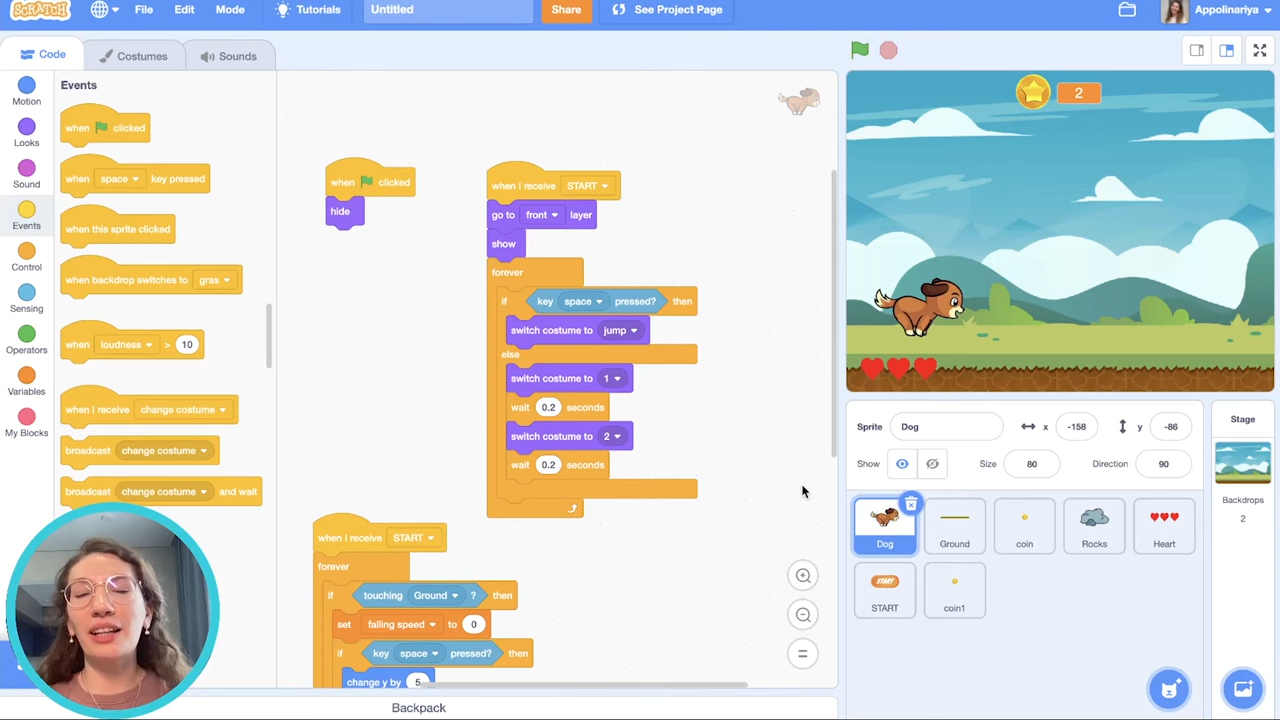 SCRATCH
File
Edit
Mode
Tutorials
Untitled
Share
See Project Page
Appolinariya
Code
Costumes
Sounds
Motion
Looks
Sound
Events
Control
Sensing
Operators
Variables
My Blocks
Events
when clicked
when space key pressed
when this sprite clicked
when backdrop switches to gras
when loudness > 10
when I receive change costume
broadcast change costume
broadcast change costume and wait
when clicked
hide
when I receive START
go to front layer
show
forever
if key space pressed? then
switch costume to jump
else
switch costume to 1
wait 0.2 seconds
switch costume to 2
wait 0.2 seconds
when I receive START
forever
if touching Ground ? then
set falling speed to 0
if key space pressed? then
change y by 5
Backpack
2
Sprite Dog x -158 y -86
Show Size 80 Direction 90
Dog
Ground
coin
Rocks
Heart
START
START
coin1
Stage
Backdrops
2